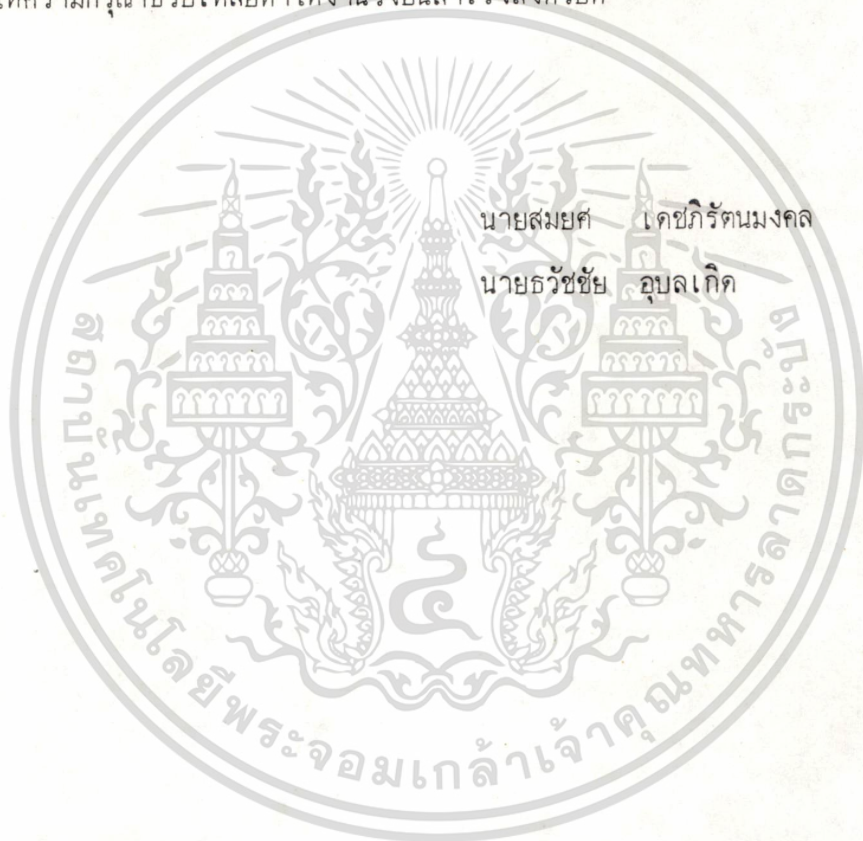 นายสมยศ เดชภิรัตนมงคล
นายธวัชชัย อุบลเกิด
สถาบันเทคโนโลยีพระจอมเกล้าเจ้าคุณทหารลาดกระบัง
๔